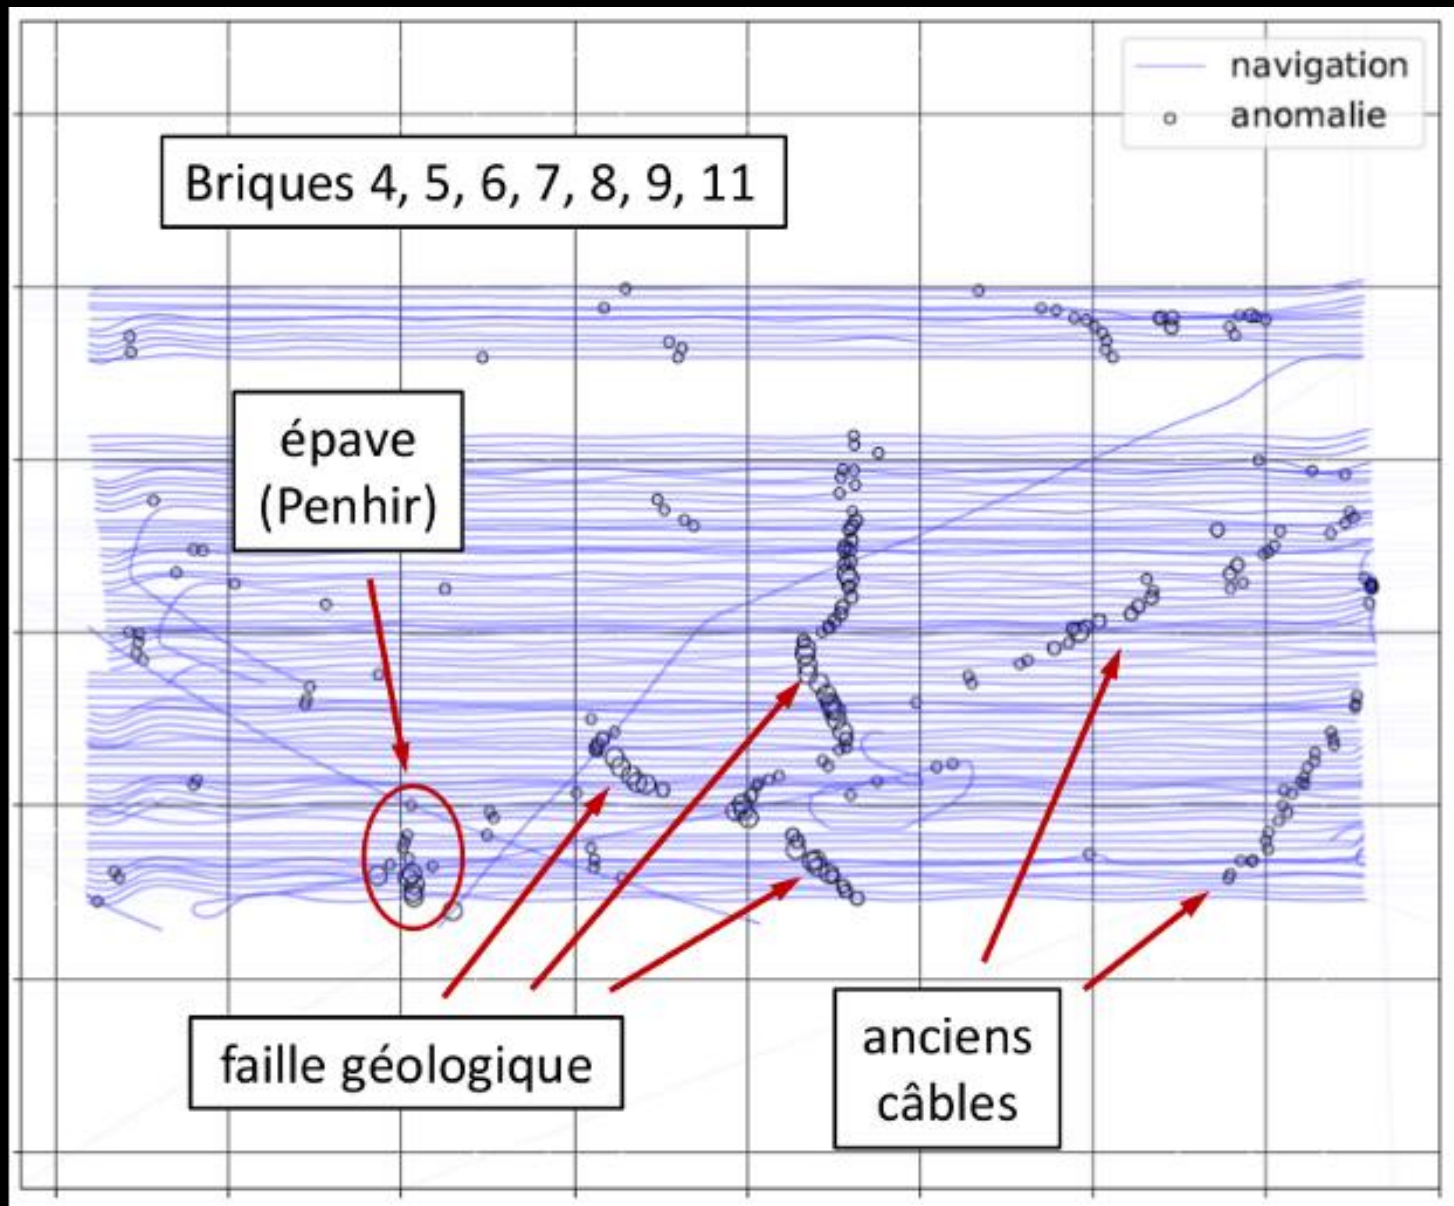 navigation
anomalie
Briques 4, 5, 6, 7, 8, 9, 11
épave
(Penhir)
faille géologique
anciens
câbles